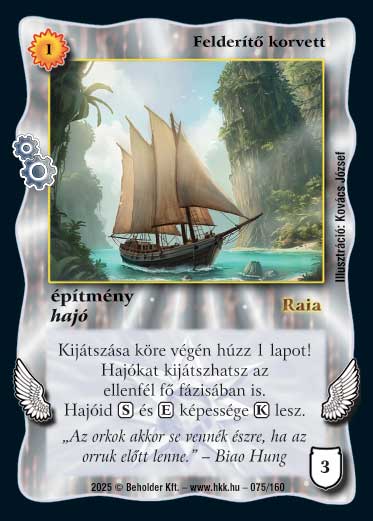 1
Felderítő korvett
Illusztráció: Kovács József
építmény
hajó
Raia
Kijátszása köre végén húzz 1 lapot!
Hajókat kijátszhatsz az
ellenfél fő fázisában is.
Hajóid S és E képessége K lesz.
„Az orkok akkor se vennék észre, ha az
orruk előtt lenne.” – Biao Hung
3
2025 © Beholder Kft. – www.hkk.hu – 075/160